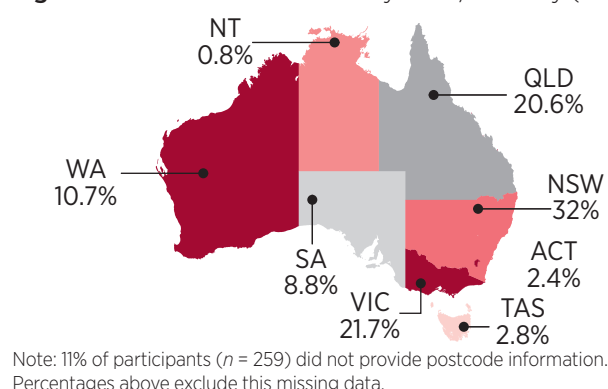 NT
0.8%
QLD
20.6%
WA
10.7%
NSW
32%
SA
8.8%
ACT
2.4%
VIC
21.7%
TAS
2.8%
Note: 11% of participants (n = 259) did not provide postcode information.
Percentages above exclude this missing data.